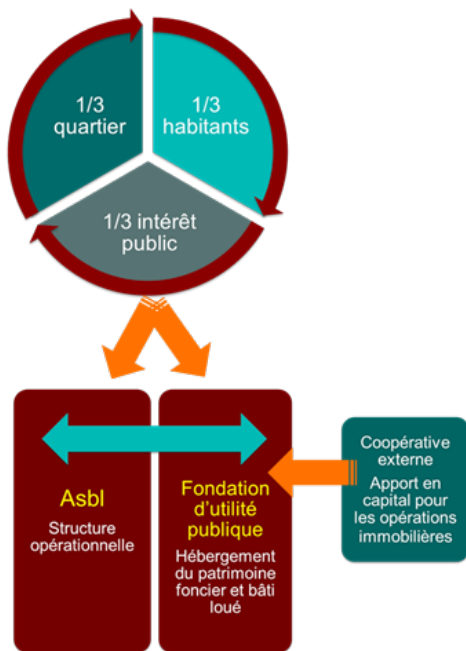 1/3
quartier
1/3
habitants
1/3 intérêt
public
Asbl
Structure
opérationnelle
Fondation
d'utilité
publique
Hébergement
du patrimoine
foncier et bâti
loué
Coopérative
externe
Apport en
capital pour
les opérations
immobilières